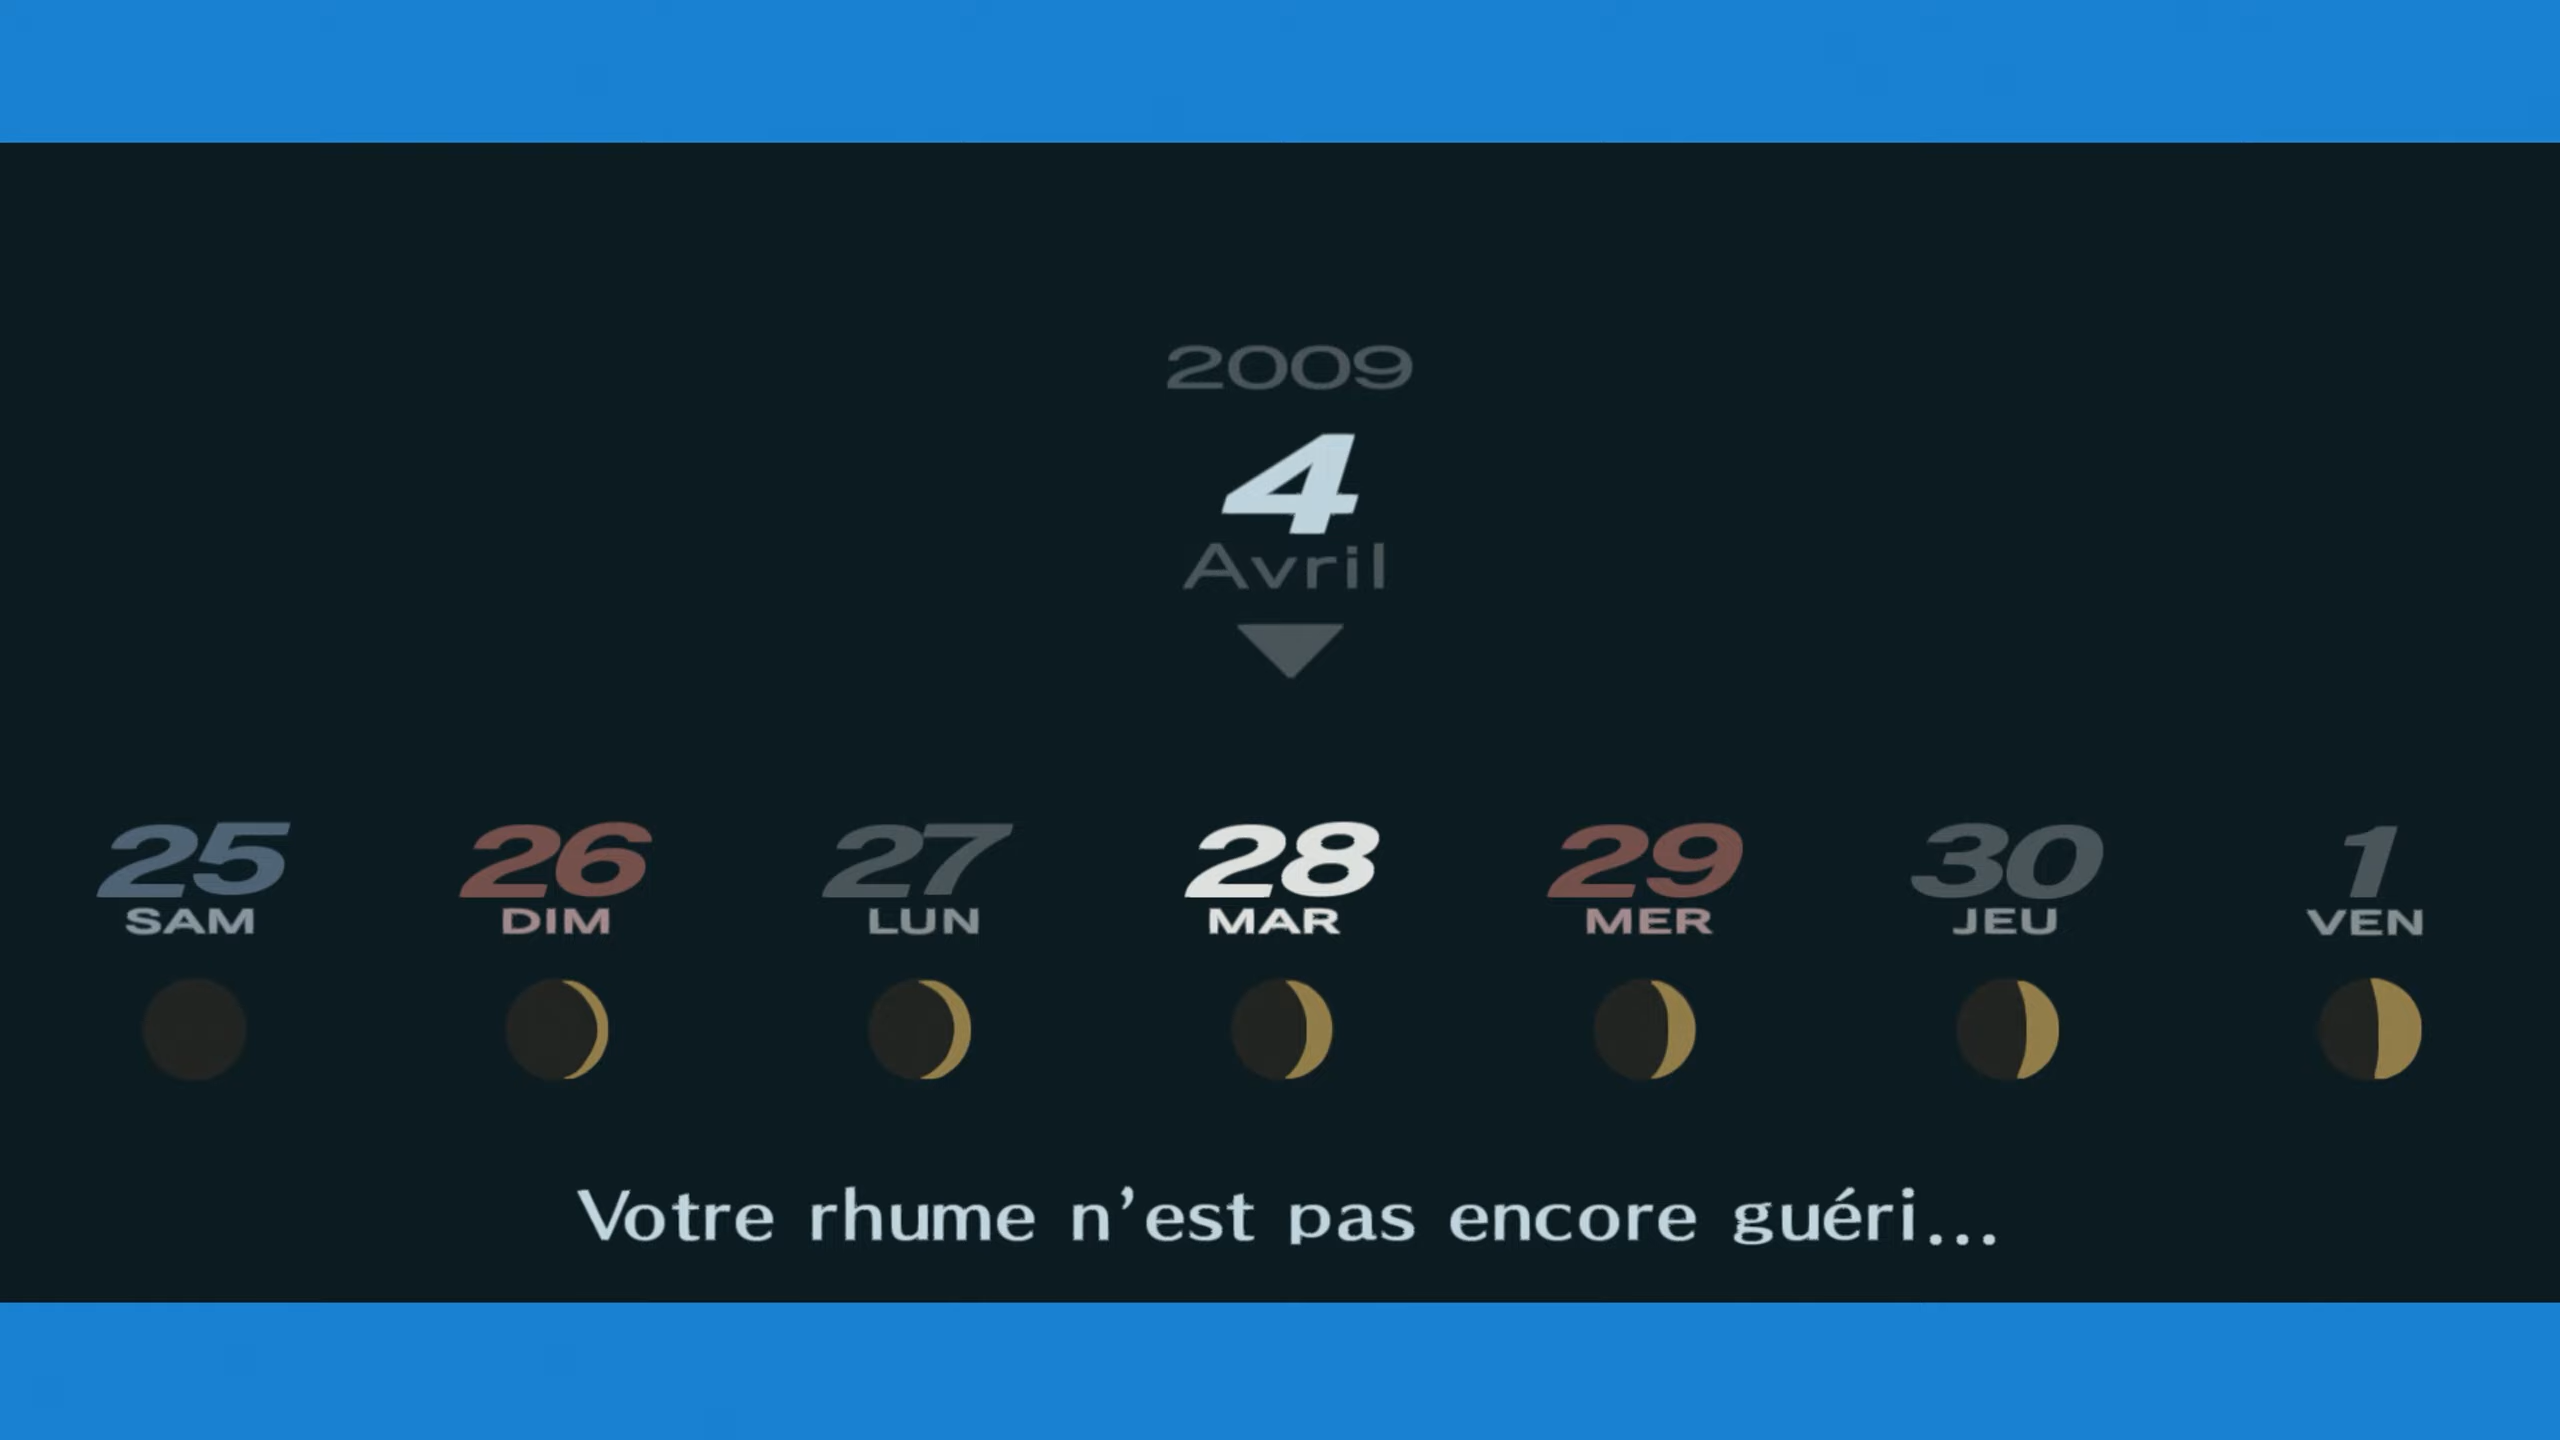 2009
4
Avril
25 26 27 28 29 30 1
SAM DIM LUN MAR MER JEU VEN
Votre rhume n’est pas encore guéri...